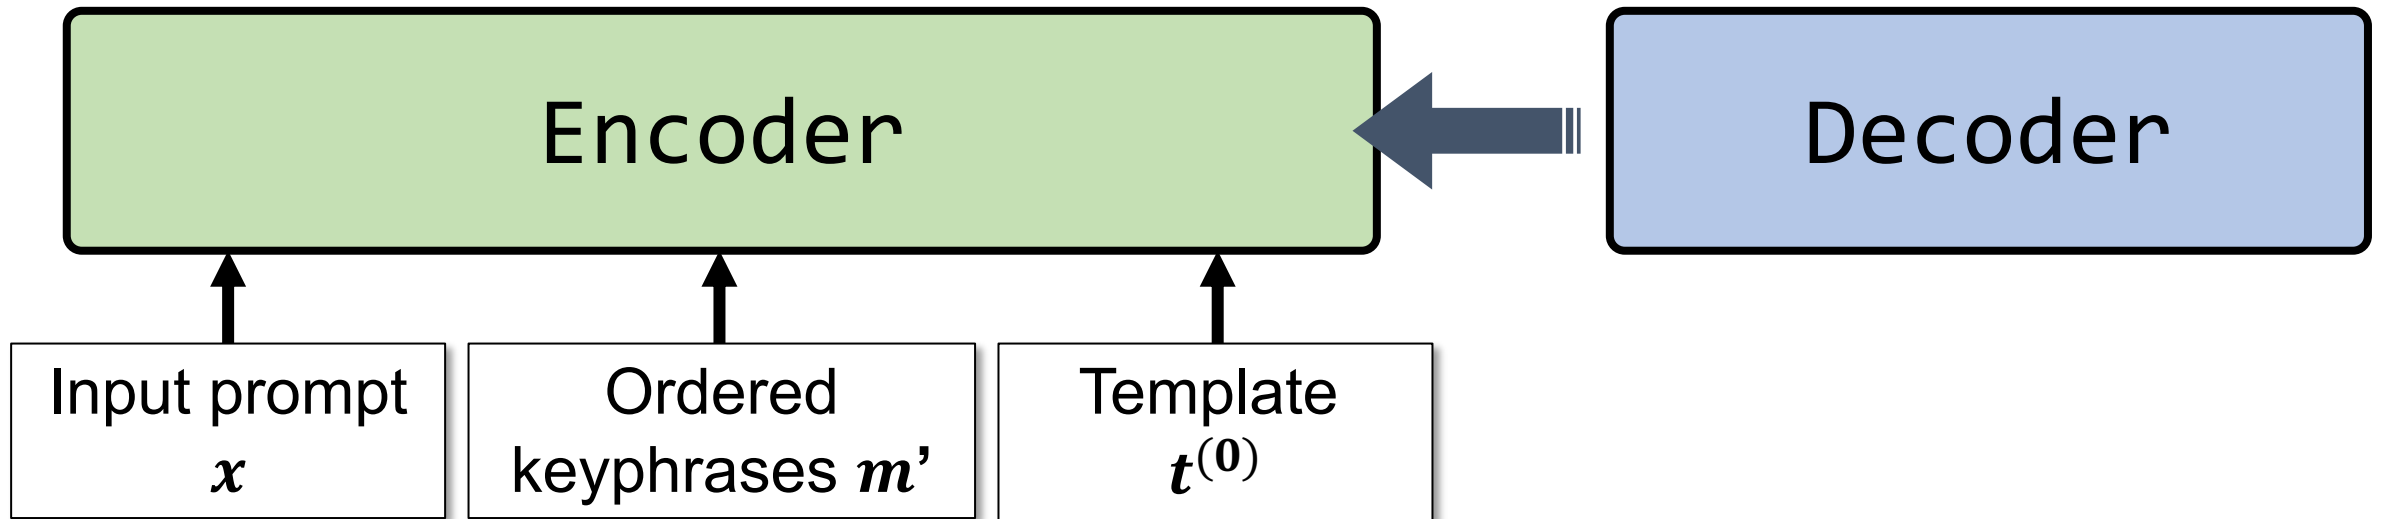 Encoder
Decoder
Input prompt
x
Ordered
keyphrases m’
Template
t(0)